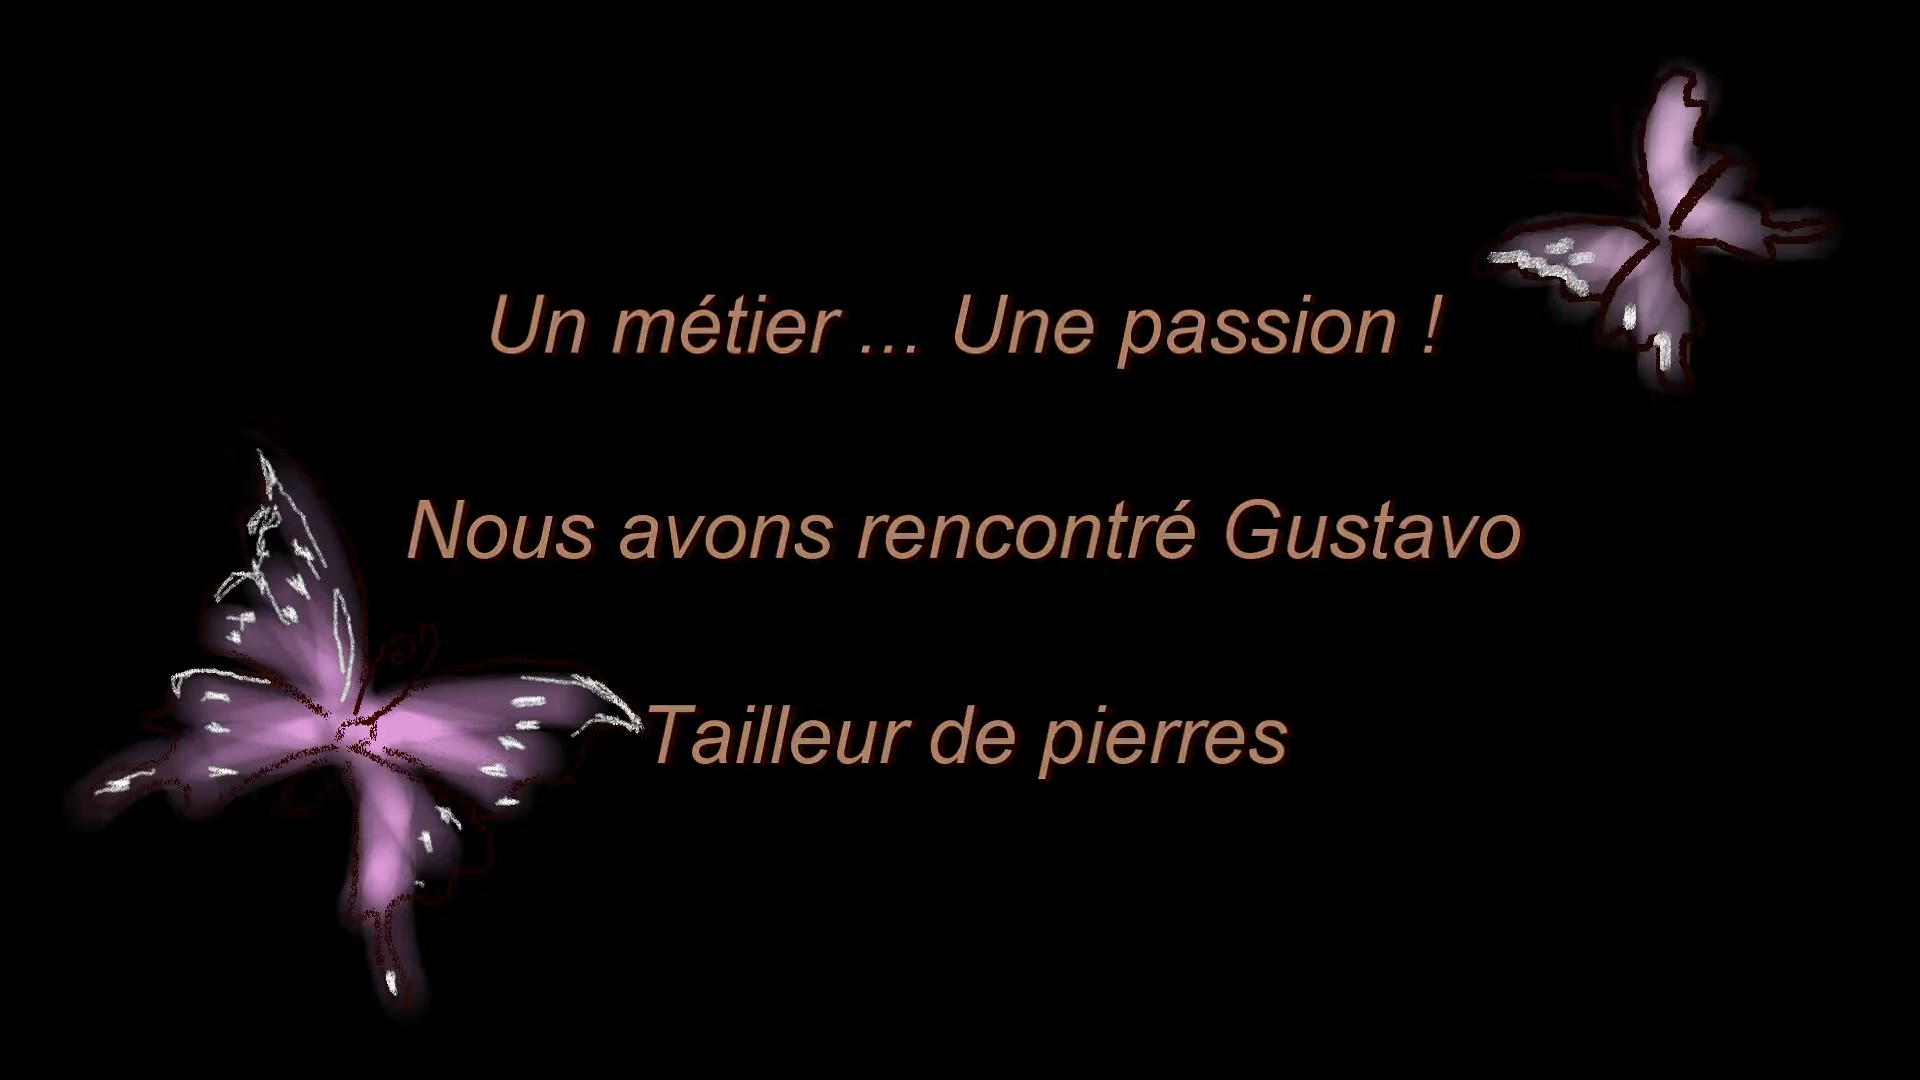 Un métier ... Une passion !
Nous avons rencontré Gustavo
Tailleur de pierres